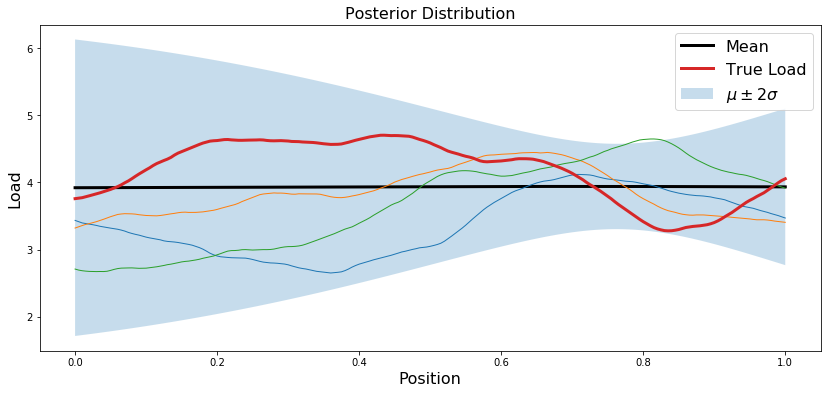 Posterior Distribution
Mean
True Load
μ ± 2σ
Load
6
5
4
3
2
0.0 0.2 0.4 0.6 0.8 1.0
Position